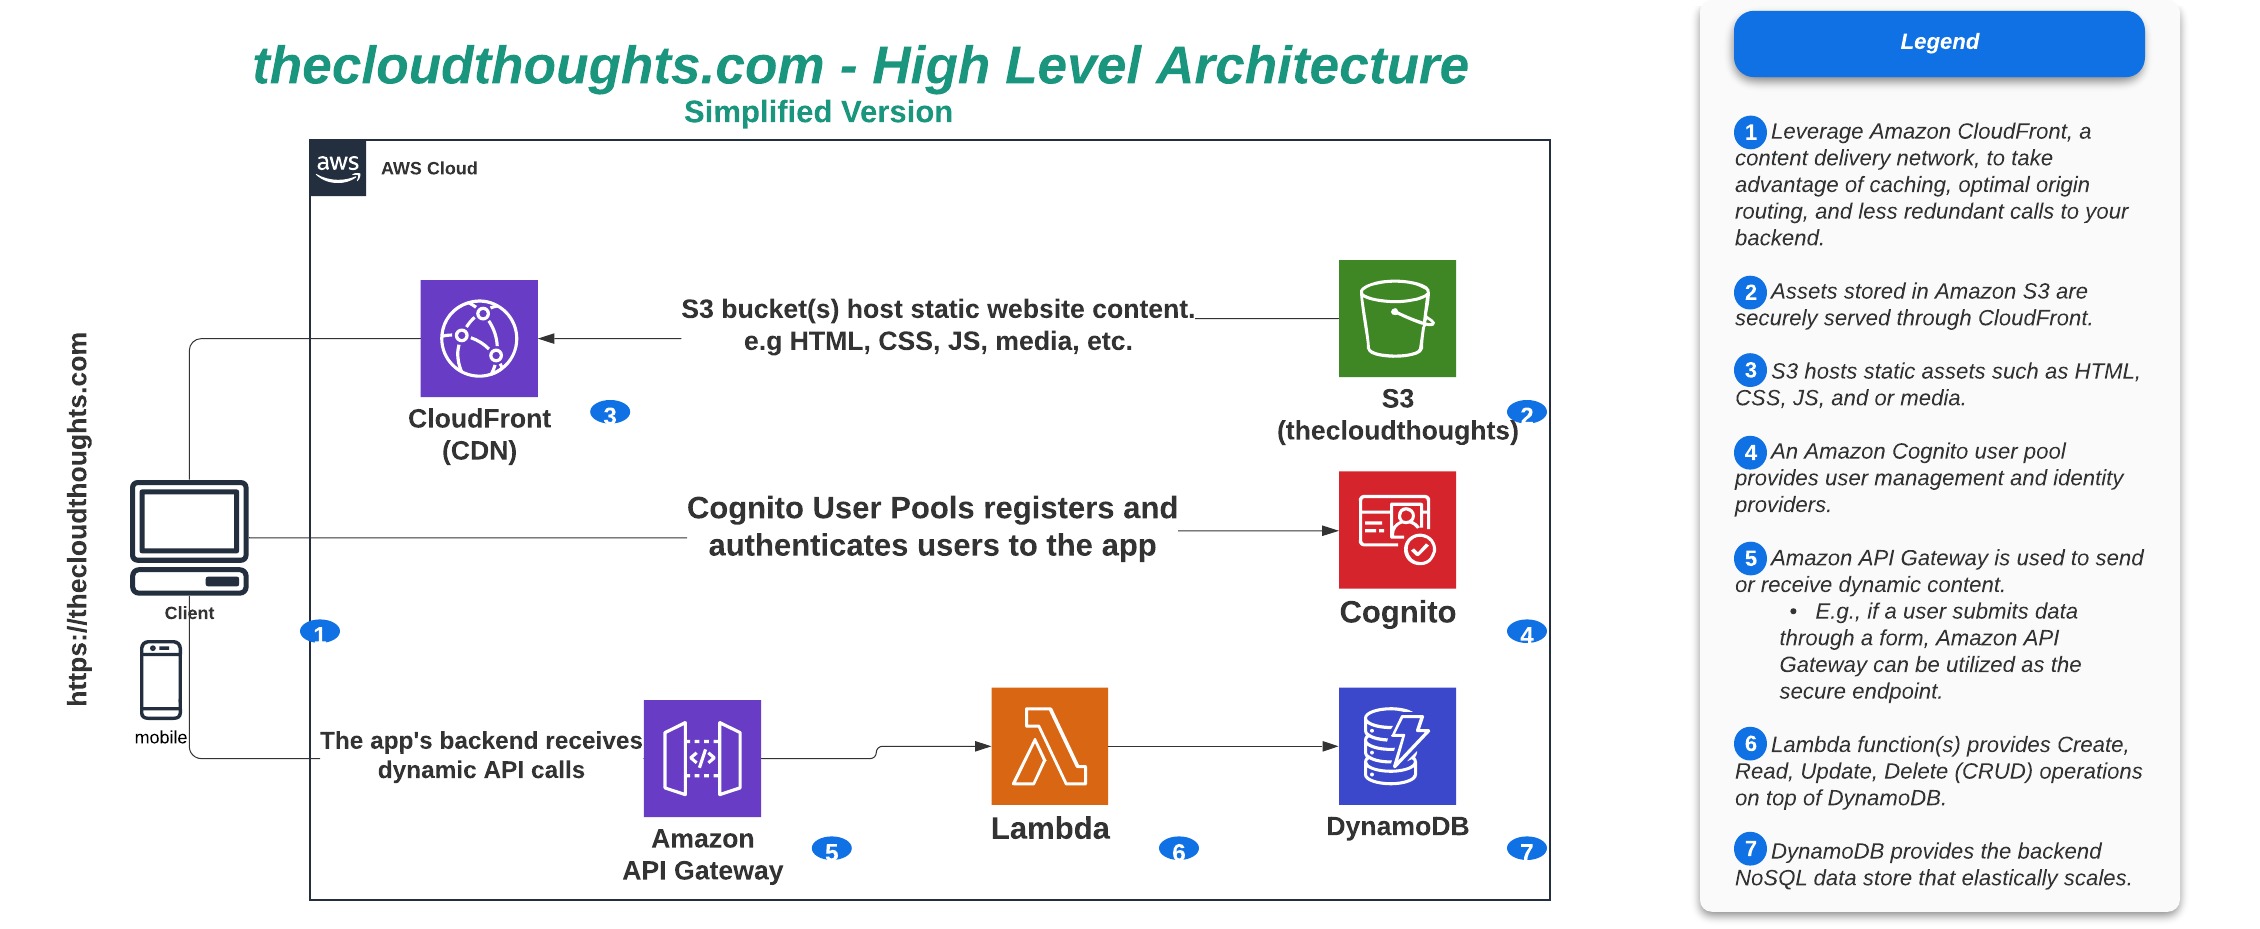 thecloudthoughts.com - High Level Architecture
Simplified Version
aws
AWS Cloud
https://thecloudthoughts.com
S3 bucket(s) host static website content.
e.g HTML, CSS, JS, media, etc.
CloudFront
(CDN)
3
S3
(thecloudthoughts)
2
Cognito User Pools registers and
authenticates users to the app
Cognito
Client
1
4
mobile
The app's backend receives
dynamic API calls
</>
Amazon
API Gateway
5
Lambda
6
DynamoDB
7
Legend
1 Leverage Amazon CloudFront, a
content delivery network, to take
advantage of caching, optimal origin
routing, and less redundant calls to your
backend.
2 Assets stored in Amazon S3 are
securely served through CloudFront.
3 S3 hosts static assets such as HTML,
CSS, JS, and or media.
4 An Amazon Cognito user pool
provides user management and identity
providers.
5 Amazon API Gateway is used to send
or receive dynamic content.
• E.g., if a user submits data
through a form, Amazon API
Gateway can be utilized as the
secure endpoint.
6 Lambda function(s) provides Create,
Read, Update, Delete (CRUD) operations
on top of DynamoDB.
7 DynamoDB provides the backend
NoSQL data store that elastically scales.